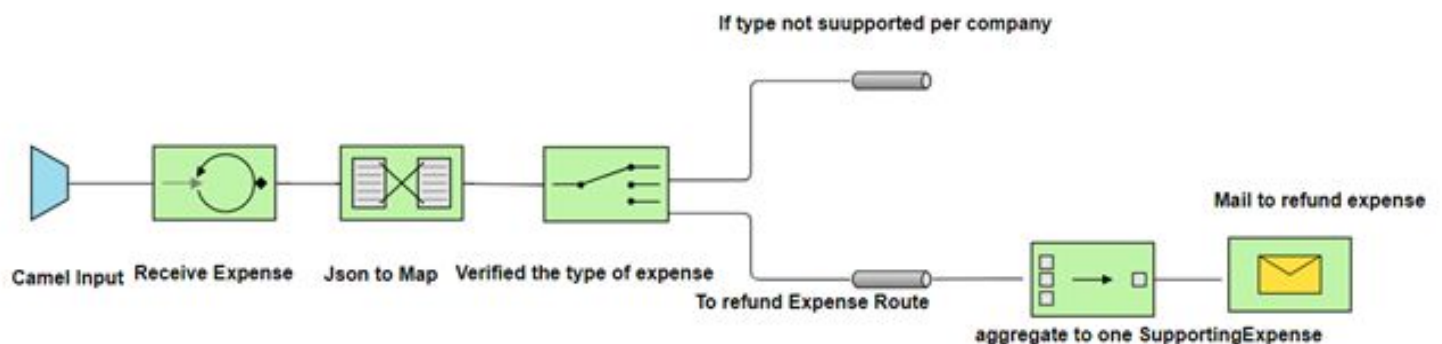 If type not suupported per company
Mail to refund expense
Camel Input
Receive Expense
Json to Map
Verified the type of expense
To refund Expense Route
aggregate to one SupportingExpense